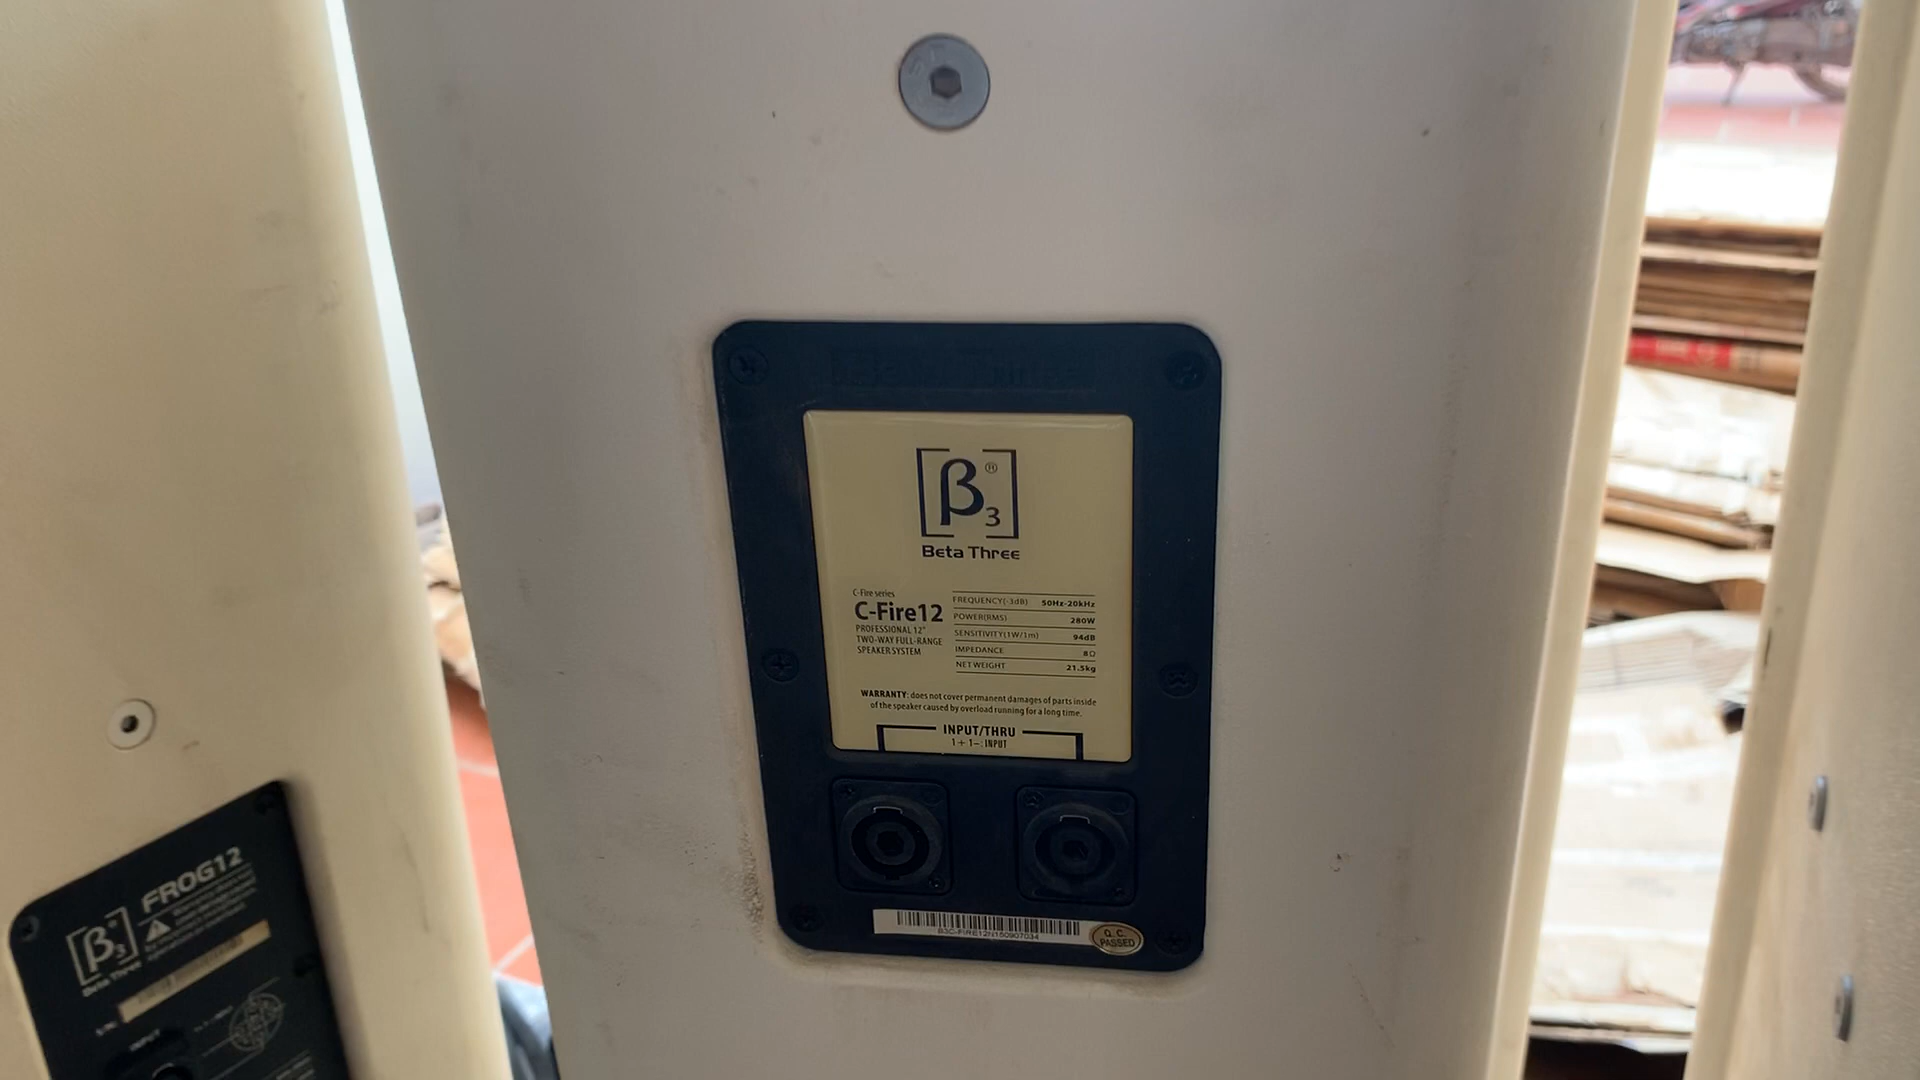 β3®
Beta Three
C-Fire series
C-Fire12
PROFESSIONAL 12"
TWO-WAY FULL-RANGE
SPEAKER SYSTEM
FREQUENCY(-3dB) 50Hz-20kHz
POWER(RMS) 280W
SENSITIVITY(1W/1m) 94dB
IMPEDANCE 8Ω
NET WEIGHT 21.5kg
WARRANTY: does not cover permanent damages of parts inside
of the speaker caused by overload running for a long time.
INPUT/THRU
1+ 1-: INPUT
B3C-FIRE12N150907034
Q.C.
PASSED
β3®
Beta Three
FROG12
S/N:
INPUT